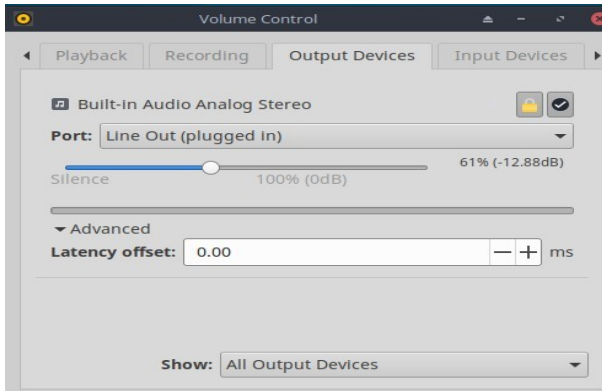 Volume Control
Playback Recording Output Devices Input Devices
Built-in Audio Analog Stereo
Port: Line Out (plugged in)
61% (-12.88dB)
Silence 100% (0dB)
Advanced
Latency offset: 0.00 ms
Show: All Output Devices